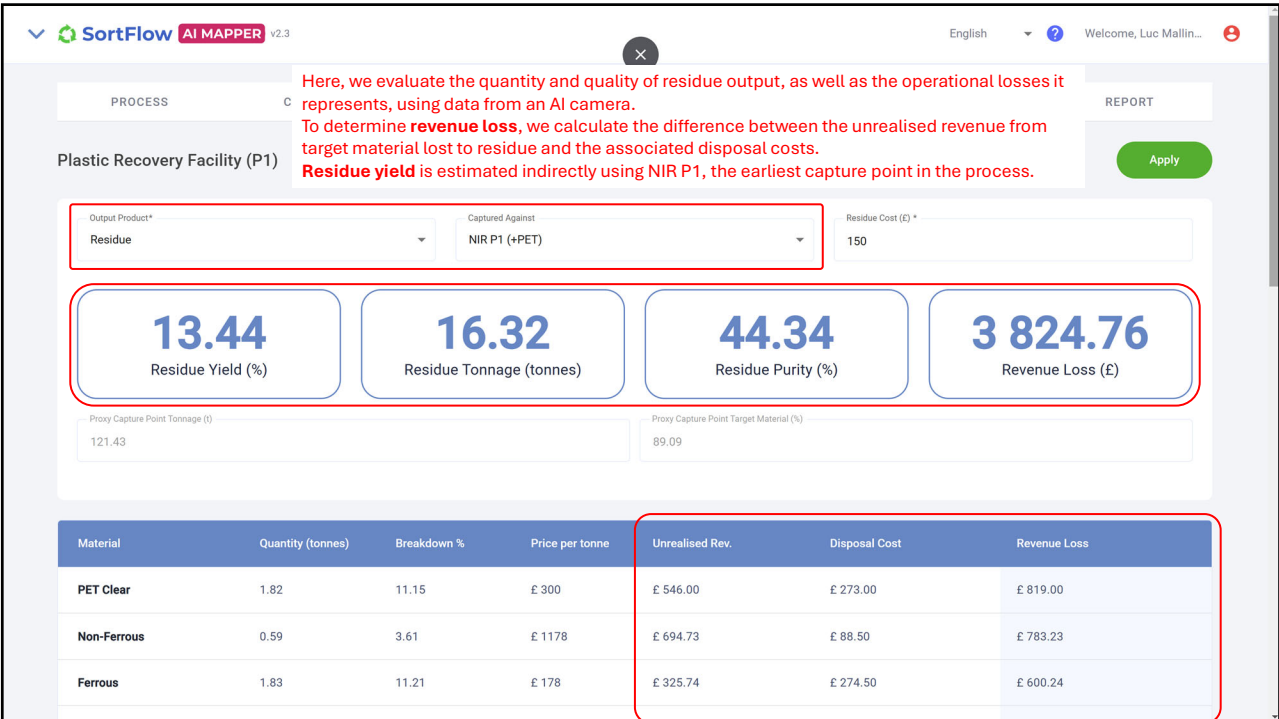 SortFlow AI MAPPER v2.3
English
?
Welcome, Luc Mallin...
Here, we evaluate the quantity and quality of residue output, as well as the operational losses it
represents, using data from an AI camera.
To determine revenue loss, we calculate the difference between the unrealised revenue from
target material lost to residue and the associated disposal costs.
Residue yield is estimated indirectly using NIR P1, the earliest capture point in the process.
PROCESS
C
REPORT
Plastic Recovery Facility (P1)
Apply
Output Product*
Residue
Captured Against
NIR P1 (+PET)
Residue Cost (£) *
150
13.44
Residue Yield (%)
16.32
Residue Tonnage (tonnes)
44.34
Residue Purity (%)
3 824.76
Revenue Loss (£)
Proxy Capture Point Tonnage (t)
121.43
Proxy Capture Point Target Material (%)
89.09
Material Quantity (tonnes) Breakdown % Price per tonne Unrealised Rev. Disposal Cost Revenue Loss
PET Clear 1.82 11.15 £ 300 £ 546.00 £ 273.00 £ 819.00
Non-Ferrous 0.59 3.61 £ 1178 £ 694.73 £ 88.50 £ 783.23
Ferrous 1.83 11.21 £ 178 £ 325.74 £ 274.50 £ 600.24